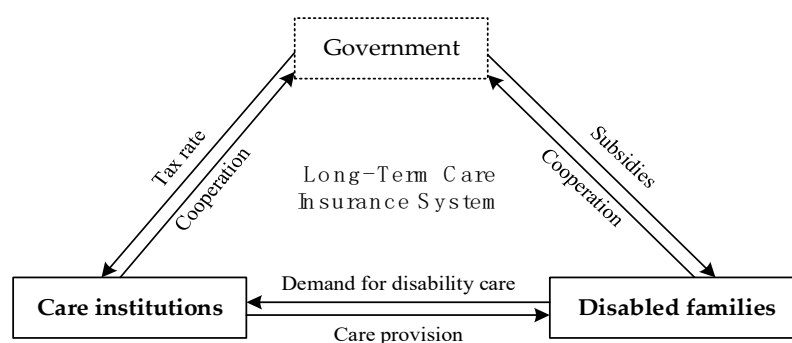 Government
Tax rate
Cooperation
Subsidies
Cooperation
Long-Term Care
Insurance System
Care institutions
Demand for disability care
Care provision
Disabled families